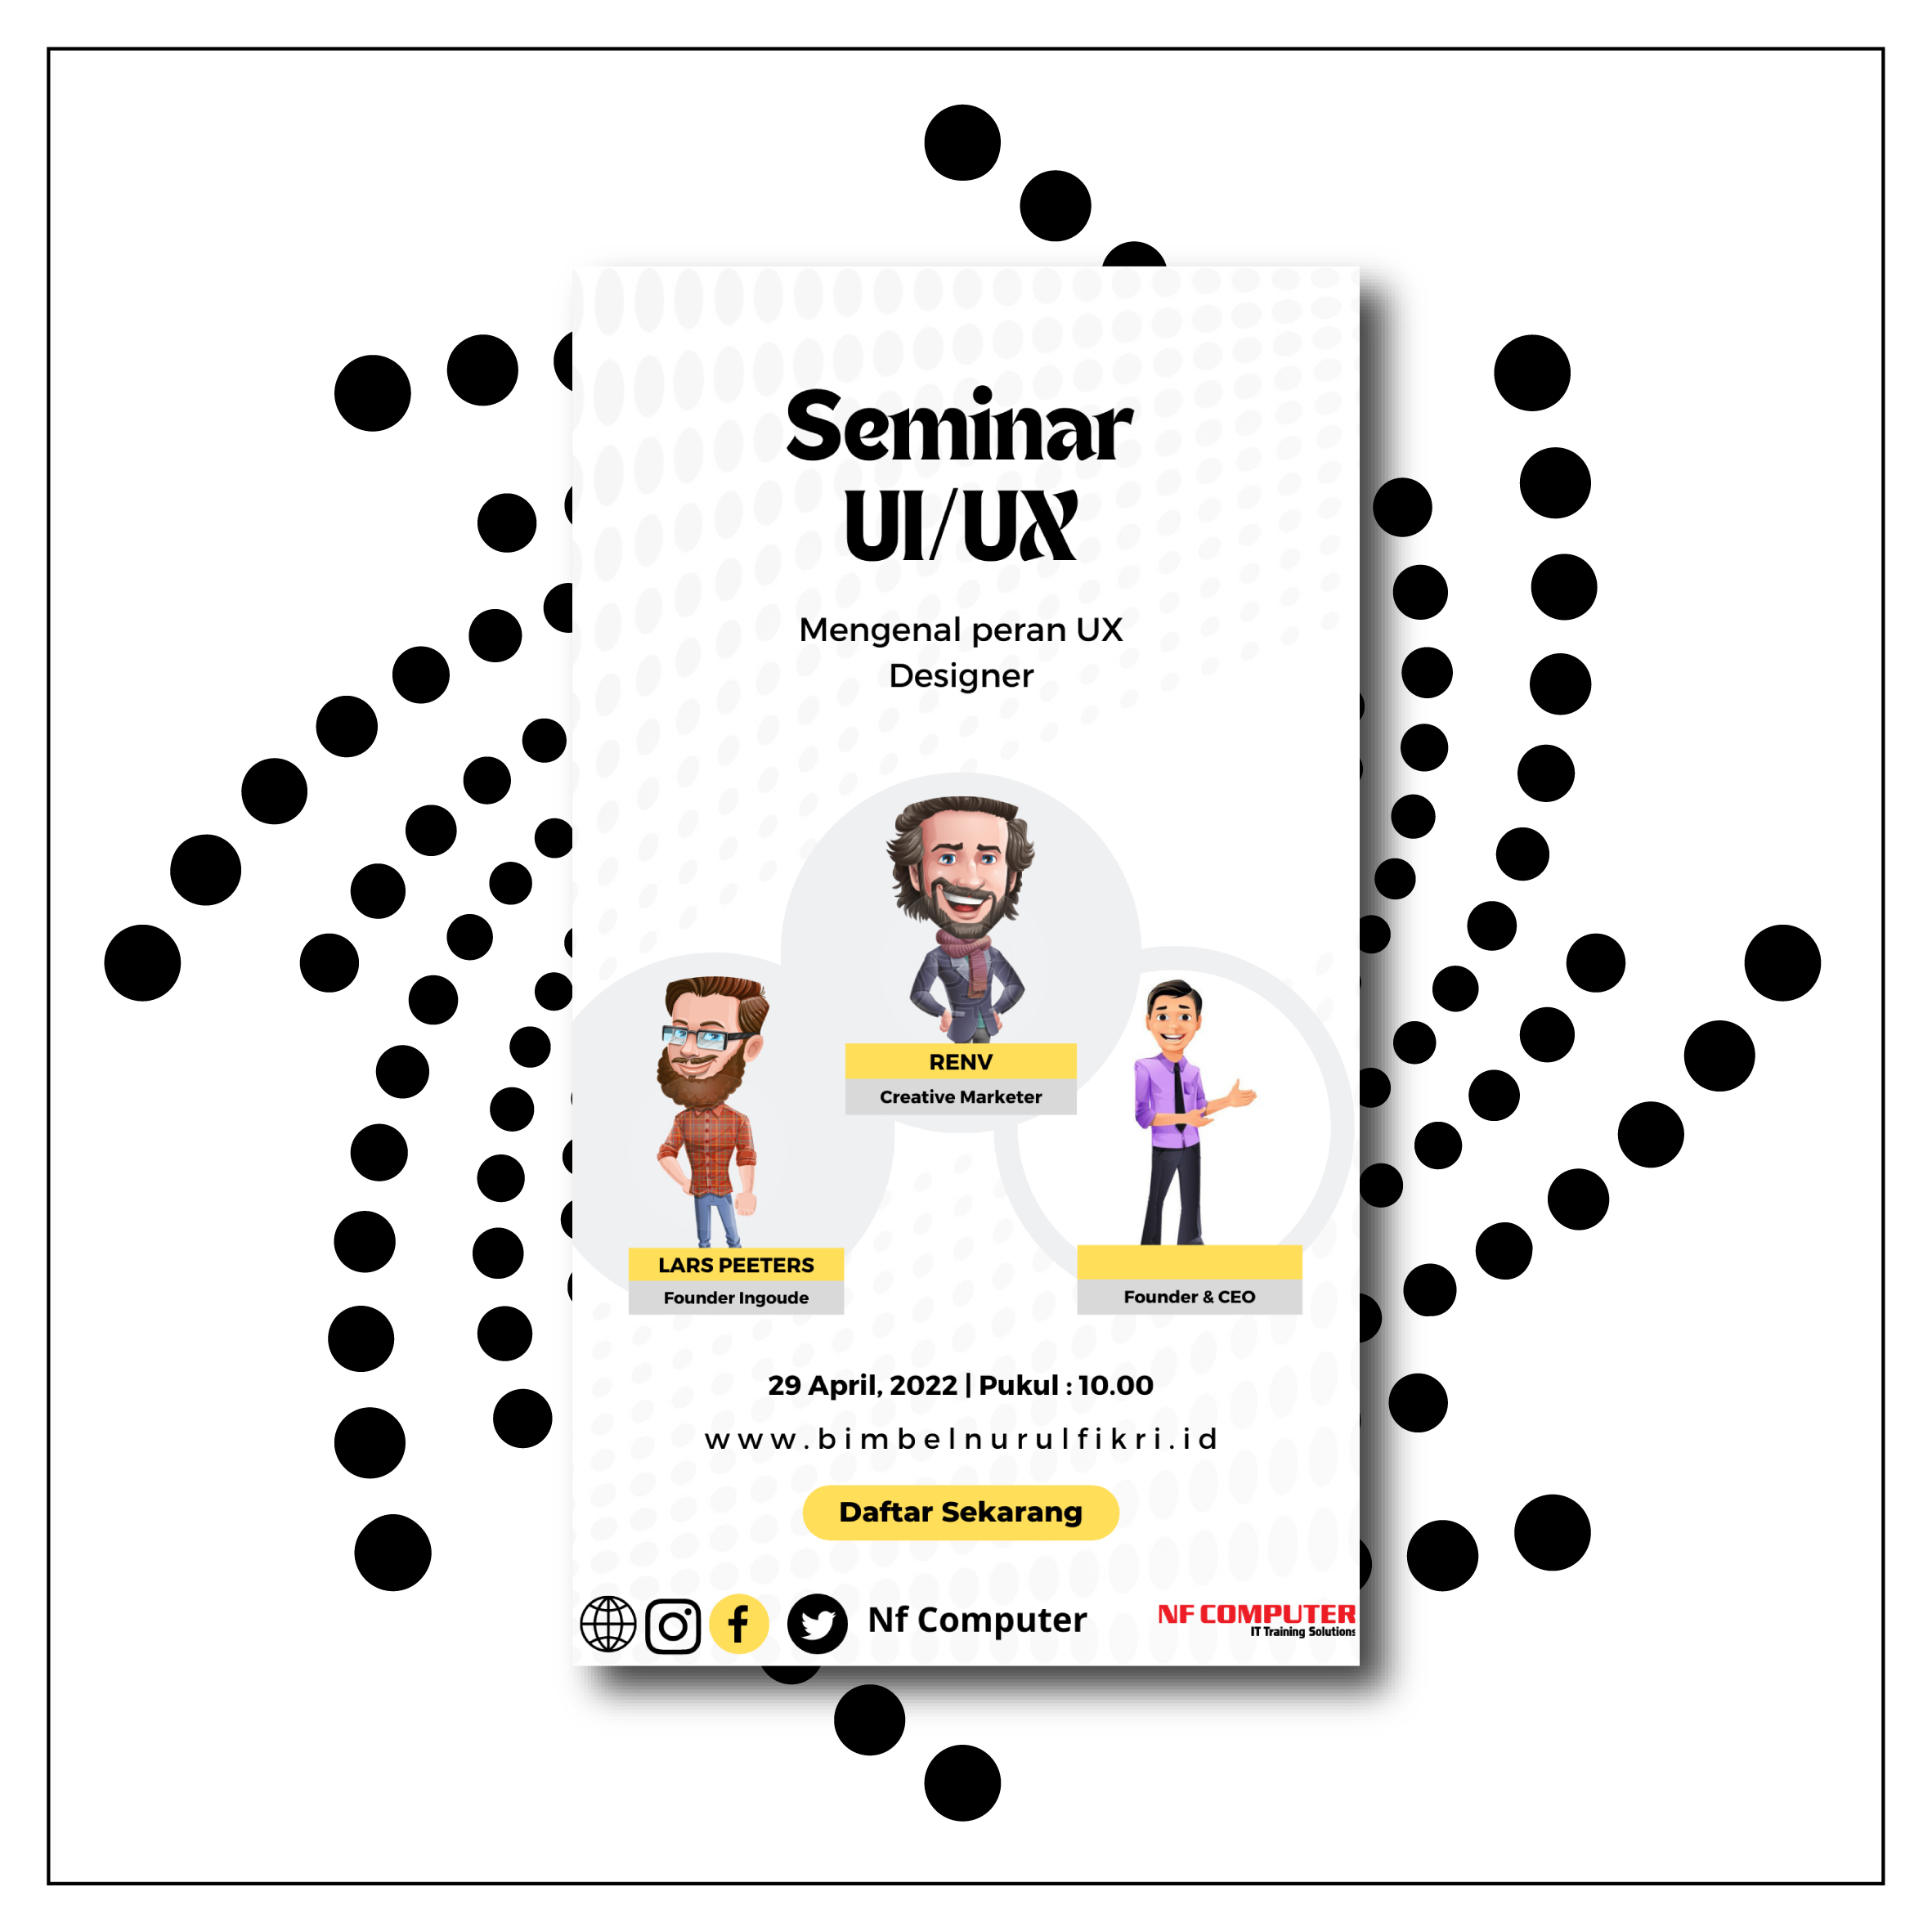 Seminar
UI/UX
Mengenal peran UX
Designer
RENV
Creative Marketer
LARS PEETERS
Founder Ingoude
Founder & CEO
29 April, 2022 | Pukul : 10.00
www.bimbelnurulfikri.id
Daftar Sekarang
Nf Computer
NF COMPUTER
IT Training Solutions